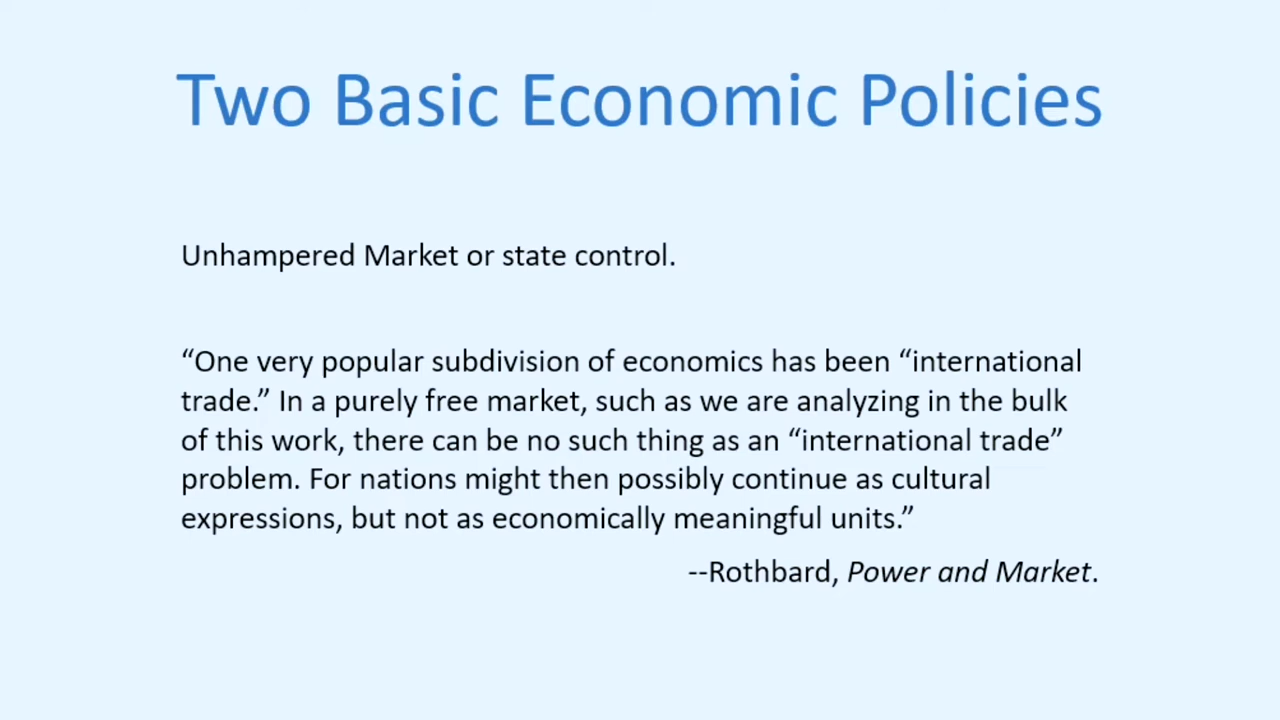 Two Basic Economic Policies
Unhampered Market or state control.
“One very popular subdivision of economics has been “international
trade.” In a purely free market, such as we are analyzing in the bulk
of this work, there can be no such thing as an “international trade”
problem. For nations might then possibly continue as cultural
expressions, but not as economically meaningful units.”
--Rothbard, Power and Market.